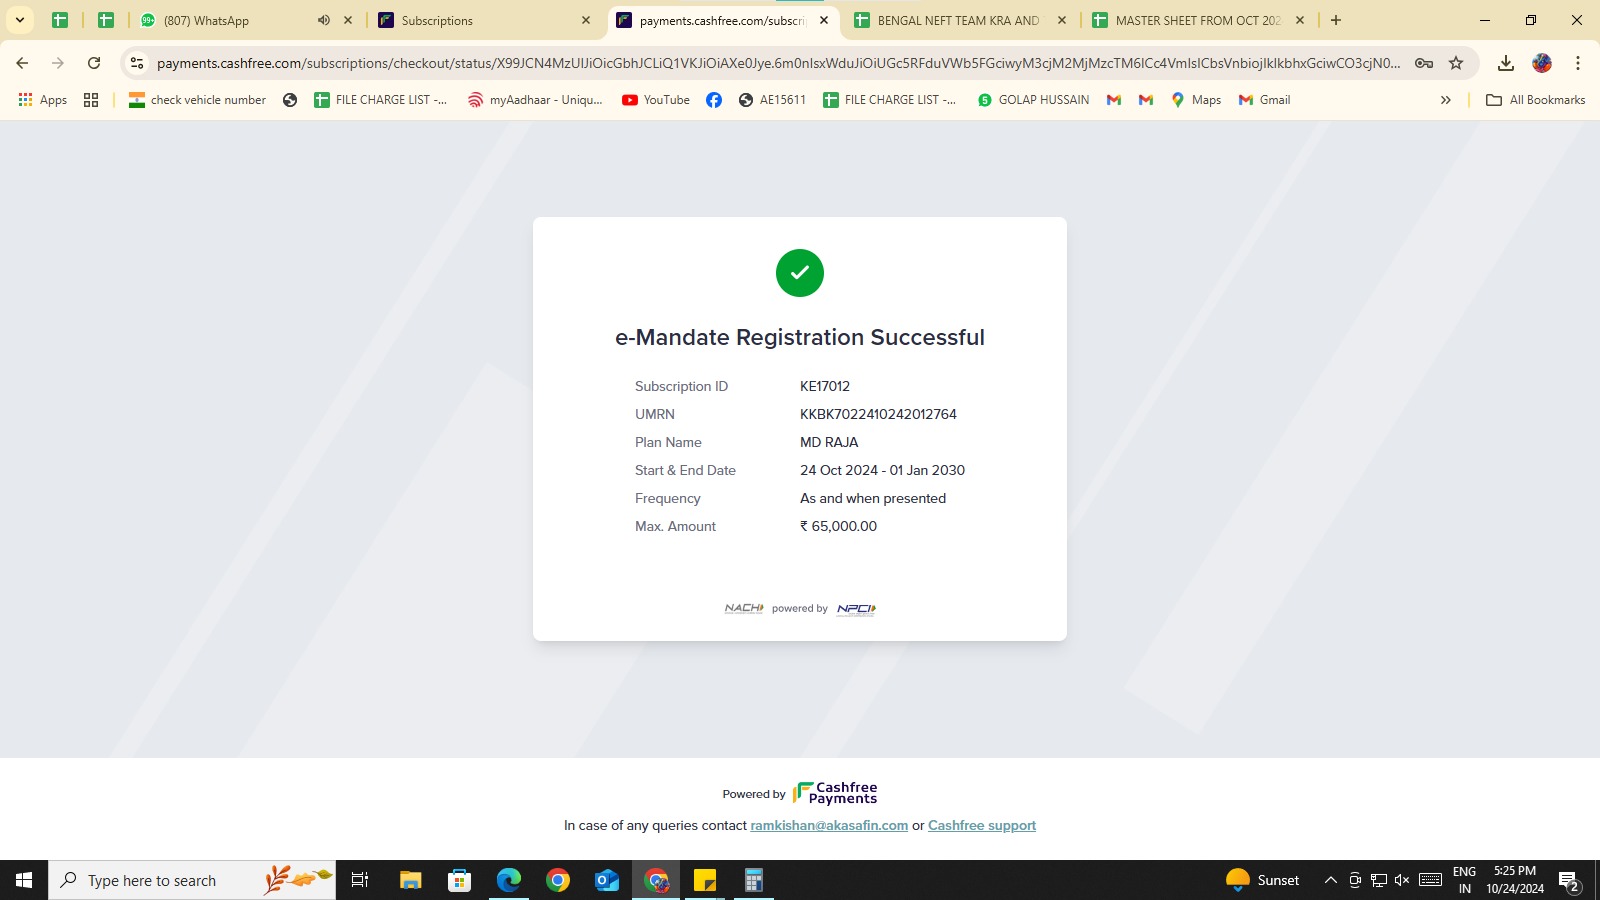 (807) WhatsApp
Subscriptions
payments.cashfree.com/subscri
BENGAL NEFT TEAM KRA AND
MASTER SHEET FROM OCT 202
payments.cashfree.com/subscriptions/checkout/status/
Apps
check vehicle number
FILE CHARGE LIST -...
myAadhaar - Uniqu...
YouTube
AE15611
FILE CHARGE LIST -...
GOLAP HUSSAIN
Maps
Gmail
All Bookmarks
e-Mandate Registration Successful
Subscription ID KE17012
UMRN KKBK7022410242012764
Plan Name MD RAJA
Start & End Date 24 Oct 2024 - 01 Jan 2030
Frequency As and when presented
Max. Amount ₹ 65,000.00
NACH powered by NPCI
Powered by Cashfree Payments
In case of any queries contact ramkishan@akasafin.com or Cashfree support
Type here to search
Sunset
ENG
IN
5:25 PM
10/24/2024
2